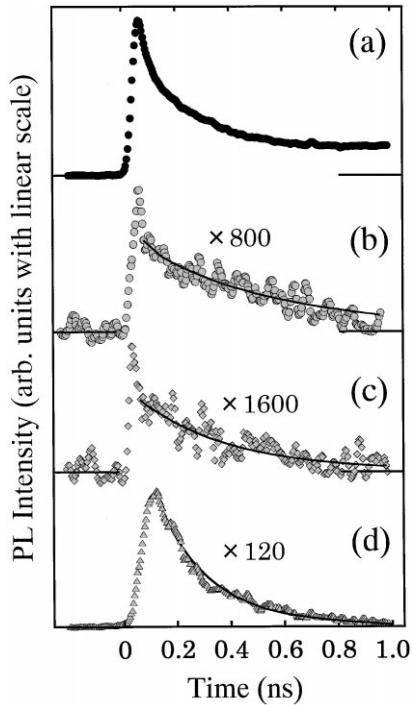 PL Intensity (arb. units with linear scale)
(a)
(b)
×800
(c)
×1600
(d)
×120
0 0.2 0.4 0.6 0.8 1.0
Time (ns)